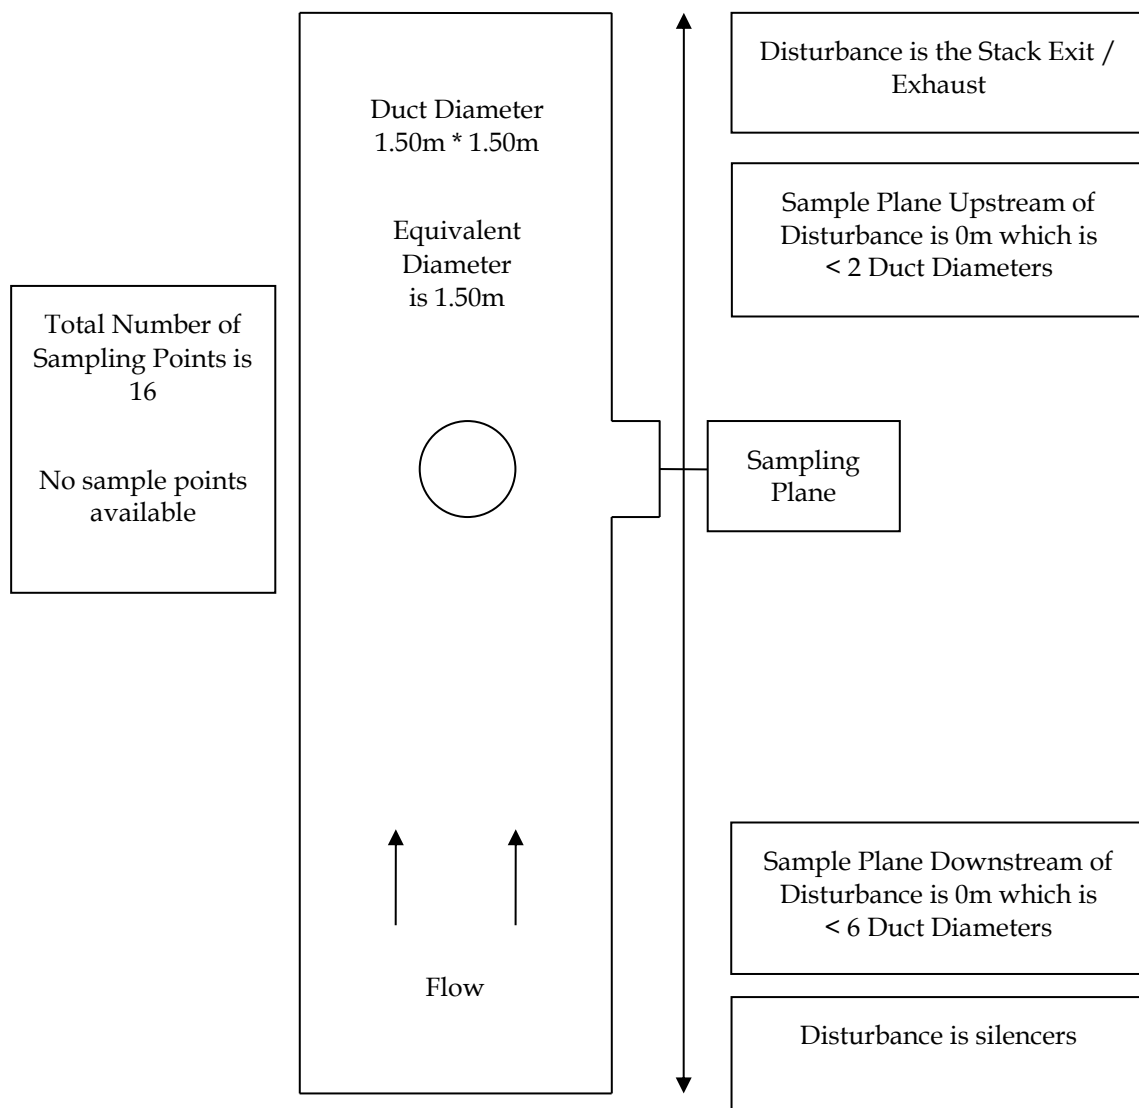 Disturbance is the Stack Exit /
Exhaust
Duct Diameter
1.50m * 1.50m
Sample Plane Upstream of
Disturbance is 0m which is
< 2 Duct Diameters
Equivalent
Diameter
is 1.50m
Total Number of
Sampling Points is
16
No sample points
available
Sampling
Plane
Sample Plane Downstream of
Disturbance is 0m which is
< 6 Duct Diameters
Flow
Disturbance is silencers